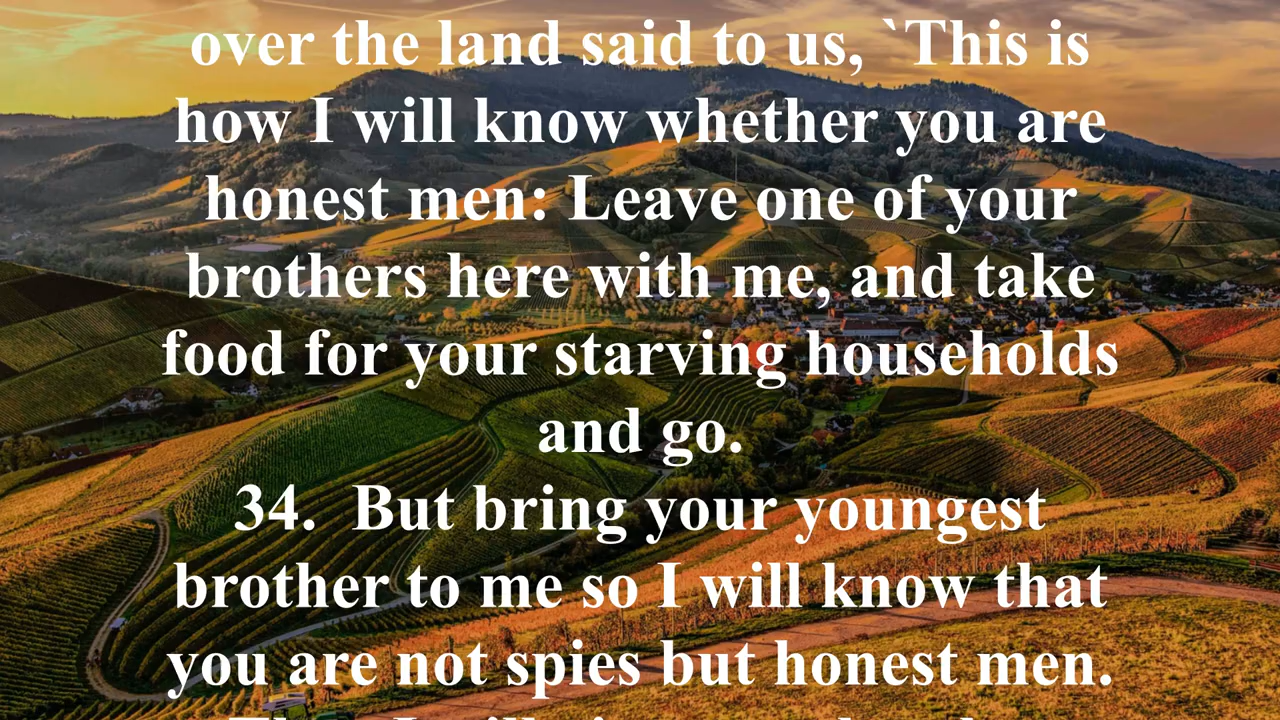 over the land said to us, `This is
how I will know whether you are
honest men: Leave one of your
brothers here with me, and take
food for your starving households
and go.
34.  But bring your youngest
brother to me so I will know that
you are not spies but honest men.